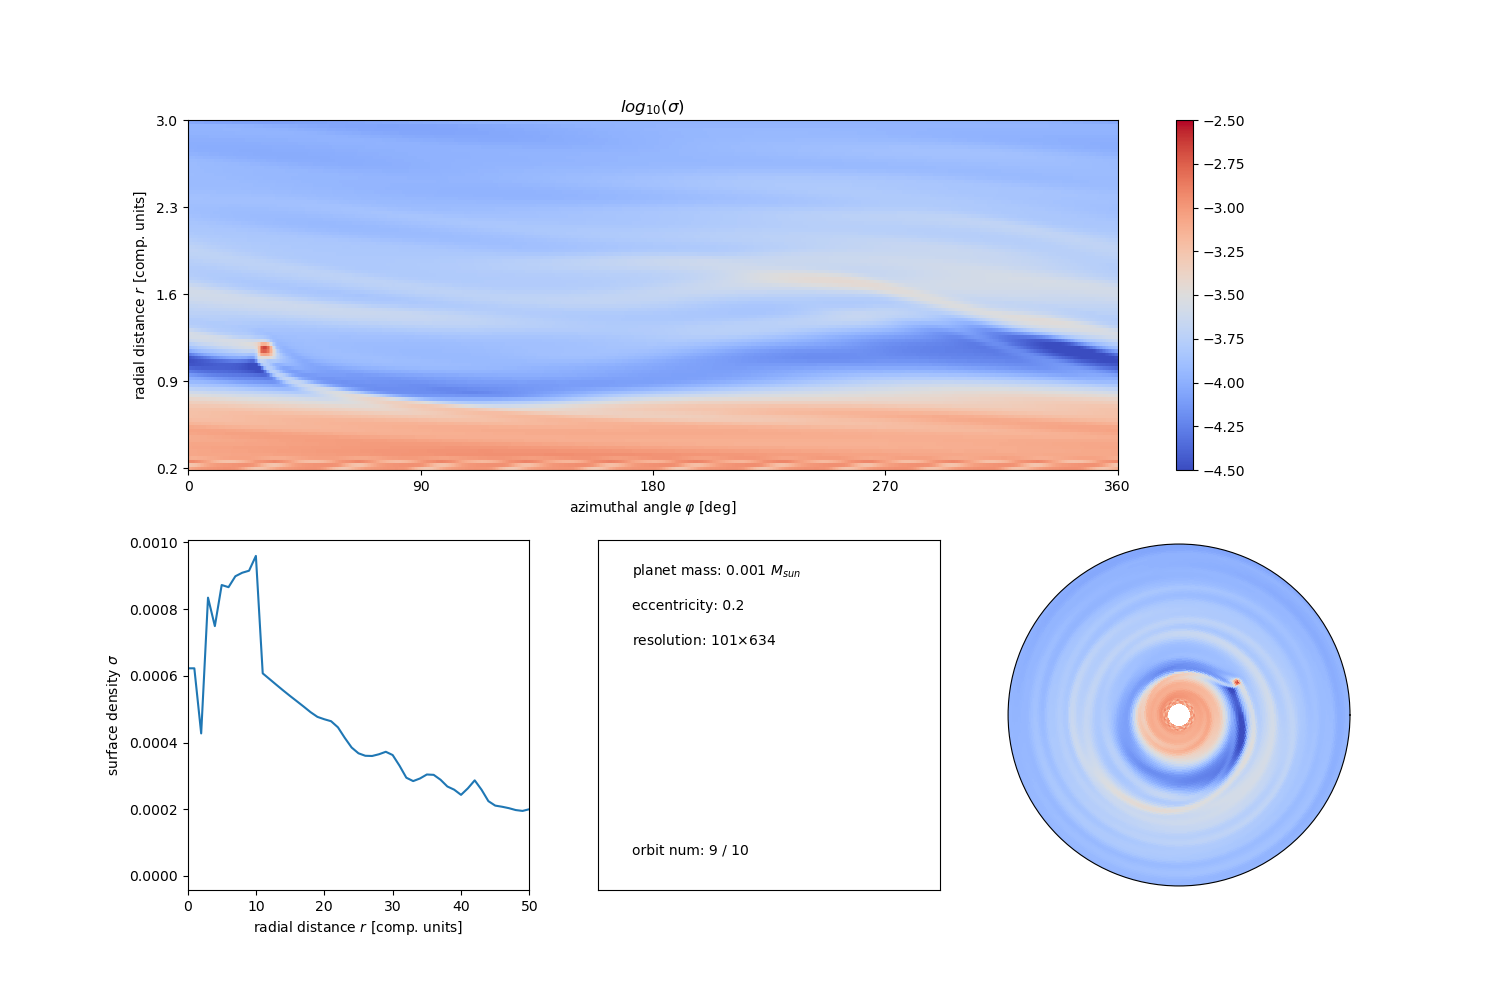 log₁₀(σ)
3.0
2.3
1.6
0.9
0.2
radial distance r [comp. units]
0 90 180 270 360
azimuthal angle φ [deg]
−2.50
−2.75
−3.00
−3.25
−3.50
−3.75
−4.00
−4.25
−4.50
0.0010
0.0008
0.0006
0.0004
0.0002
0.0000
surface density σ
0 10 20 30 40 50
radial distance r [comp. units]
planet mass: 0.001 M_sun
eccentricity: 0.2
resolution: 101×634
orbit num: 9 / 10